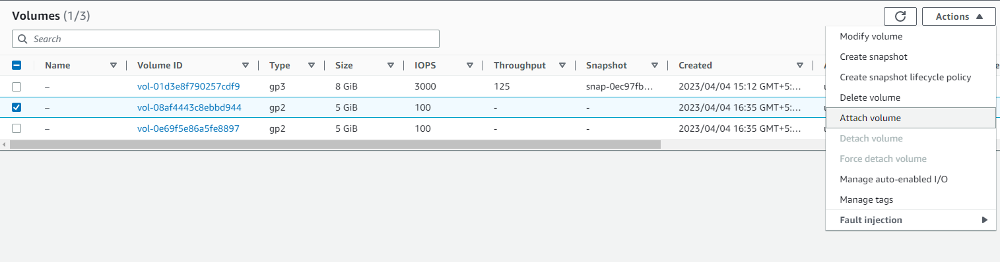 Volumes (1/3)
Actions
Search
Modify volume
Create snapshot
Create snapshot lifecycle policy
Delete volume
Attach volume
Detach volume
Force detach volume
Manage auto-enabled I/O
Manage tags
Fault injection
Name Volume ID Type Size IOPS Throughput Snapshot Created
– vol-01d3e8f790257cdf9 gp3 8 GiB 3000 125 snap-0ec97fb... 2023/04/04 15:12 GMT+5:...
– vol-08af4443c8ebbd944 gp2 5 GiB 100 - - 2023/04/04 16:35 GMT+5:...
– vol-0e69f5e86a5fe8897 gp2 5 GiB 100 - - 2023/04/04 16:35 GMT+5:...